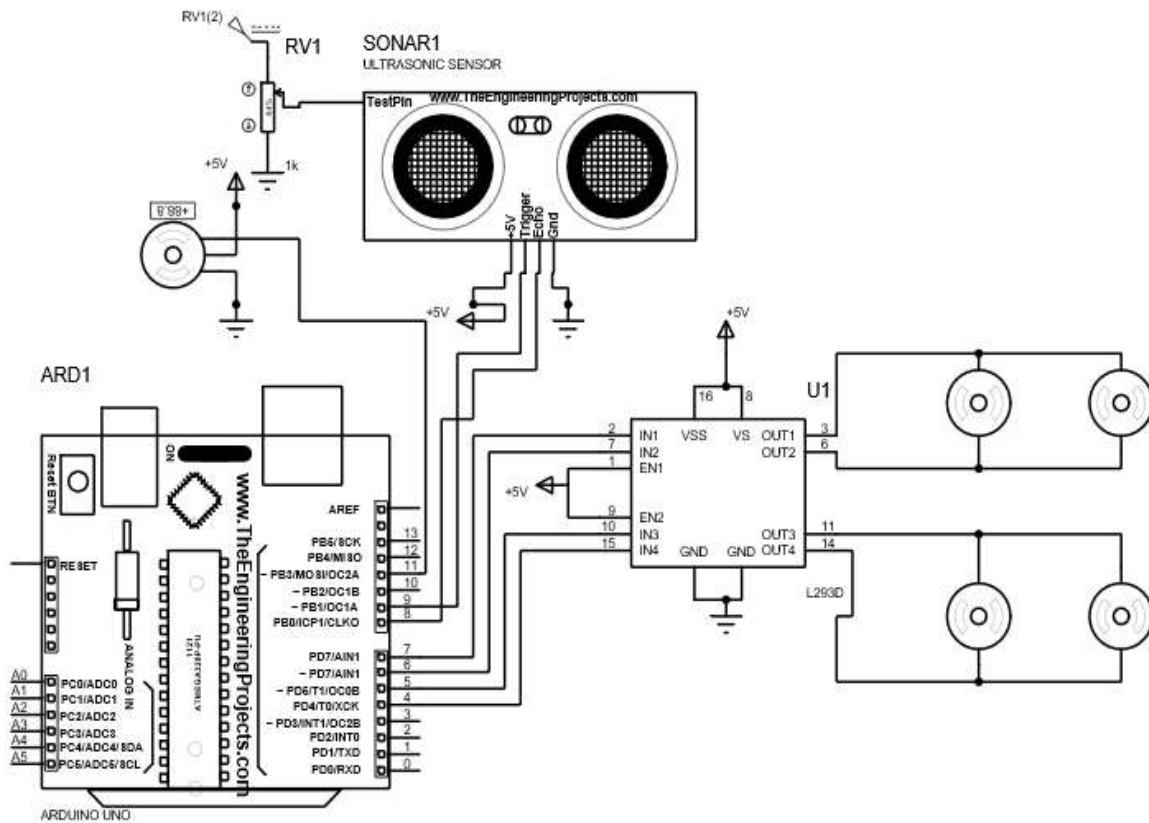 RV1(2)
RV1
44%
1k
SONAR1
ULTRASONIC SENSOR
TestPin
www.TheEngineeringProjects.com
+5V
Trigger
Echo
Gnd
+5V
+88.8
+5V
+5V
U1
16
8
2
7
1
9
10
15
IN1
IN2
EN1
EN2
IN3
IN4
VSS
VS
GND
GND
OUT1
OUT2
OUT3
OUT4
3
6
11
14
L293D
+5V
ARD1
Reset BTN
ON
www.TheEngineeringProjects.com
ANALOG IN
RESET
AREF
PB5/SCK
13
PB4/MISO
12
~PB3/MOSI/OC2A
11
~PB2/OC1B
10
~PB1/OC1A
9
PB0/ICP1/CLKO
8
PD7/AIN1
7
~PD7/AIN1
6
~PD5/T1/OC0B
5
PD4/T0/XCK
4
~PD3/INT1/OC2B
3
PD2/INT0
2
PD1/TXD
1
PD0/RXD
0
A0
PC0/ADC0
A1
PC1/ADC1
A2
PC2/ADC2
A3
PC3/ADC3
A4
PC4/ADC4/SDA
A5
PC5/ADC5/SCL
ARDUINO UNO